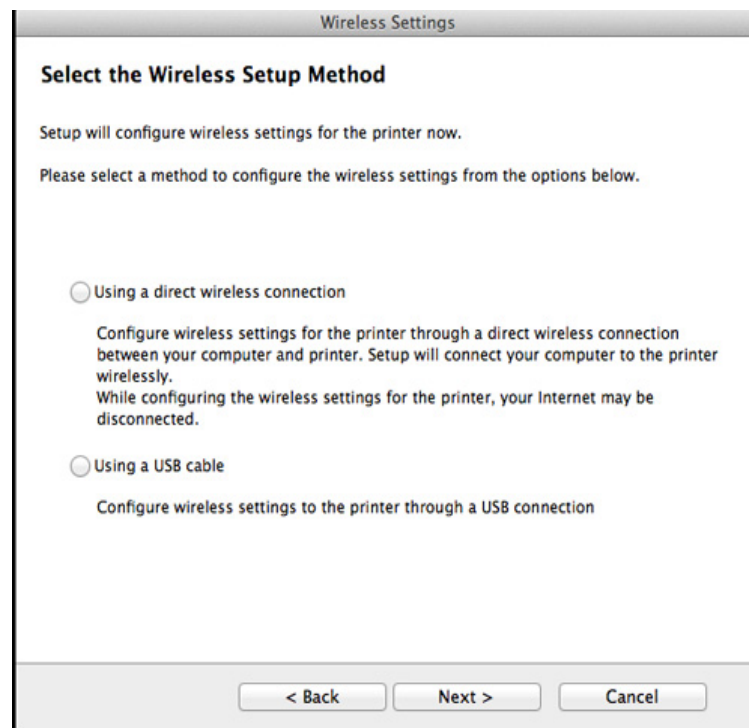 Wireless Settings
Select the Wireless Setup Method
Setup will configure wireless settings for the printer now.
Please select a method to configure the wireless settings from the options below.
Using a direct wireless connection
Configure wireless settings for the printer through a direct wireless connection
between your computer and printer. Setup will connect your computer to the printer
wirelessly.
While configuring the wireless settings for the printer, your Internet may be
disconnected.
Using a USB cable
Configure wireless settings to the printer through a USB connection
< Back Next > Cancel